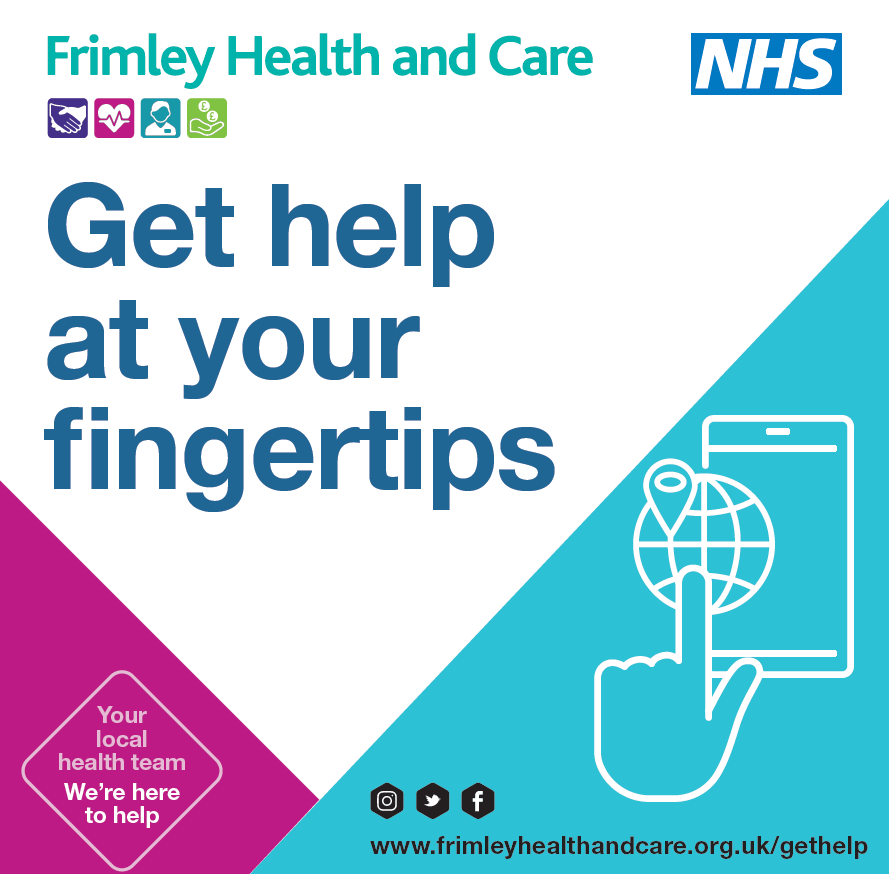 Frimley Health and Care
NHS
££
Get help
at your
fingertips
Your
local
health team
We're here
to help
www.frimleyhealthandcare.org.uk/gethelp